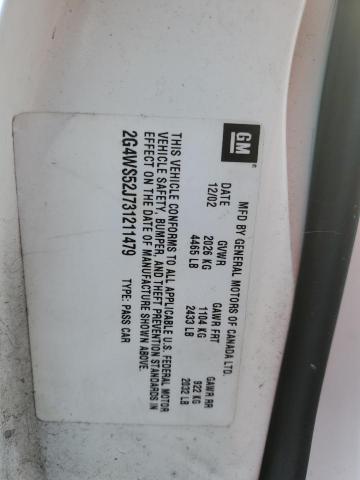 GM
MFD BY GENERAL MOTORS OF CANADA LTD.
DATE GVWR GAWR FRT GAWR RR
12/02 2026 KG 1104 KG 922 KG
4465 LB 2433 LB 2032 LB
THIS VEHICLE CONFORMS TO ALL APPLICABLE U.S. FEDERAL MOTOR
VEHICLE SAFETY, BUMPER, AND THEFT PREVENTION STANDARDS IN
EFFECT ON THE DATE OF MANUFACTURE SHOWN ABOVE.
2G4WS52J731211479 TYPE: PASS CAR